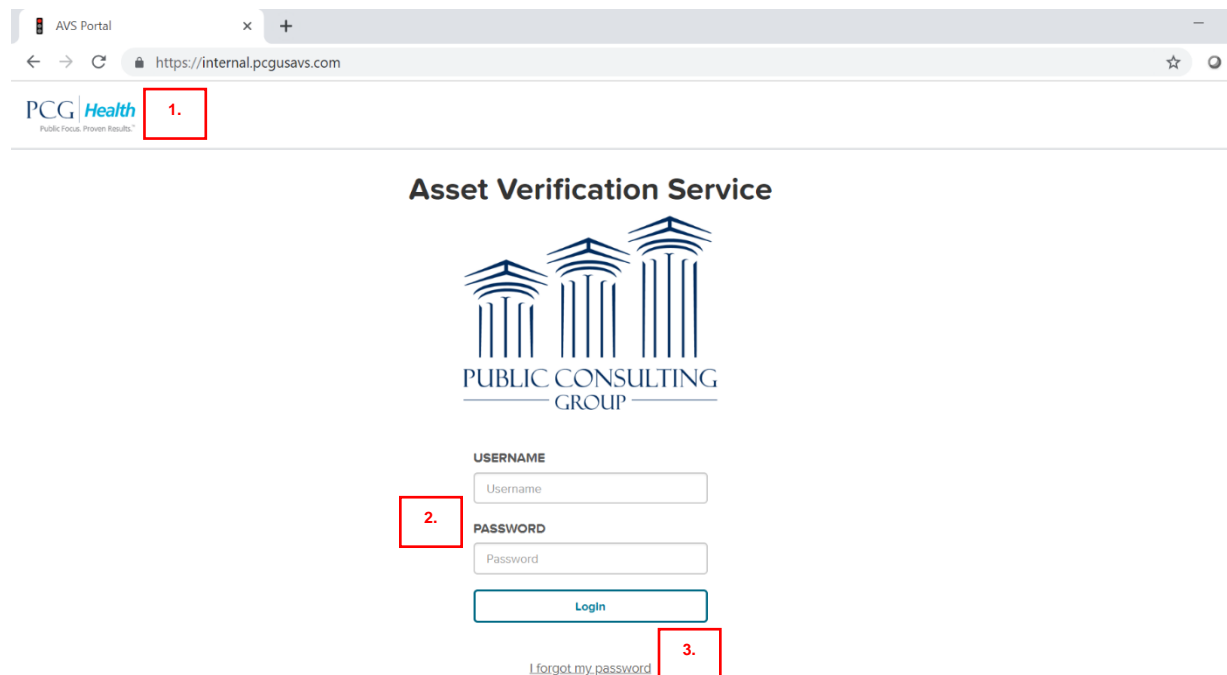 AVS Portal
https://internal.pcgusavs.com
PCG Health
Public Focus. Proven Results.™
1.
Asset Verification Service
PUBLIC CONSULTING
GROUP
USERNAME
Username
2.
PASSWORD
Password
Login
3.
I forgot my password